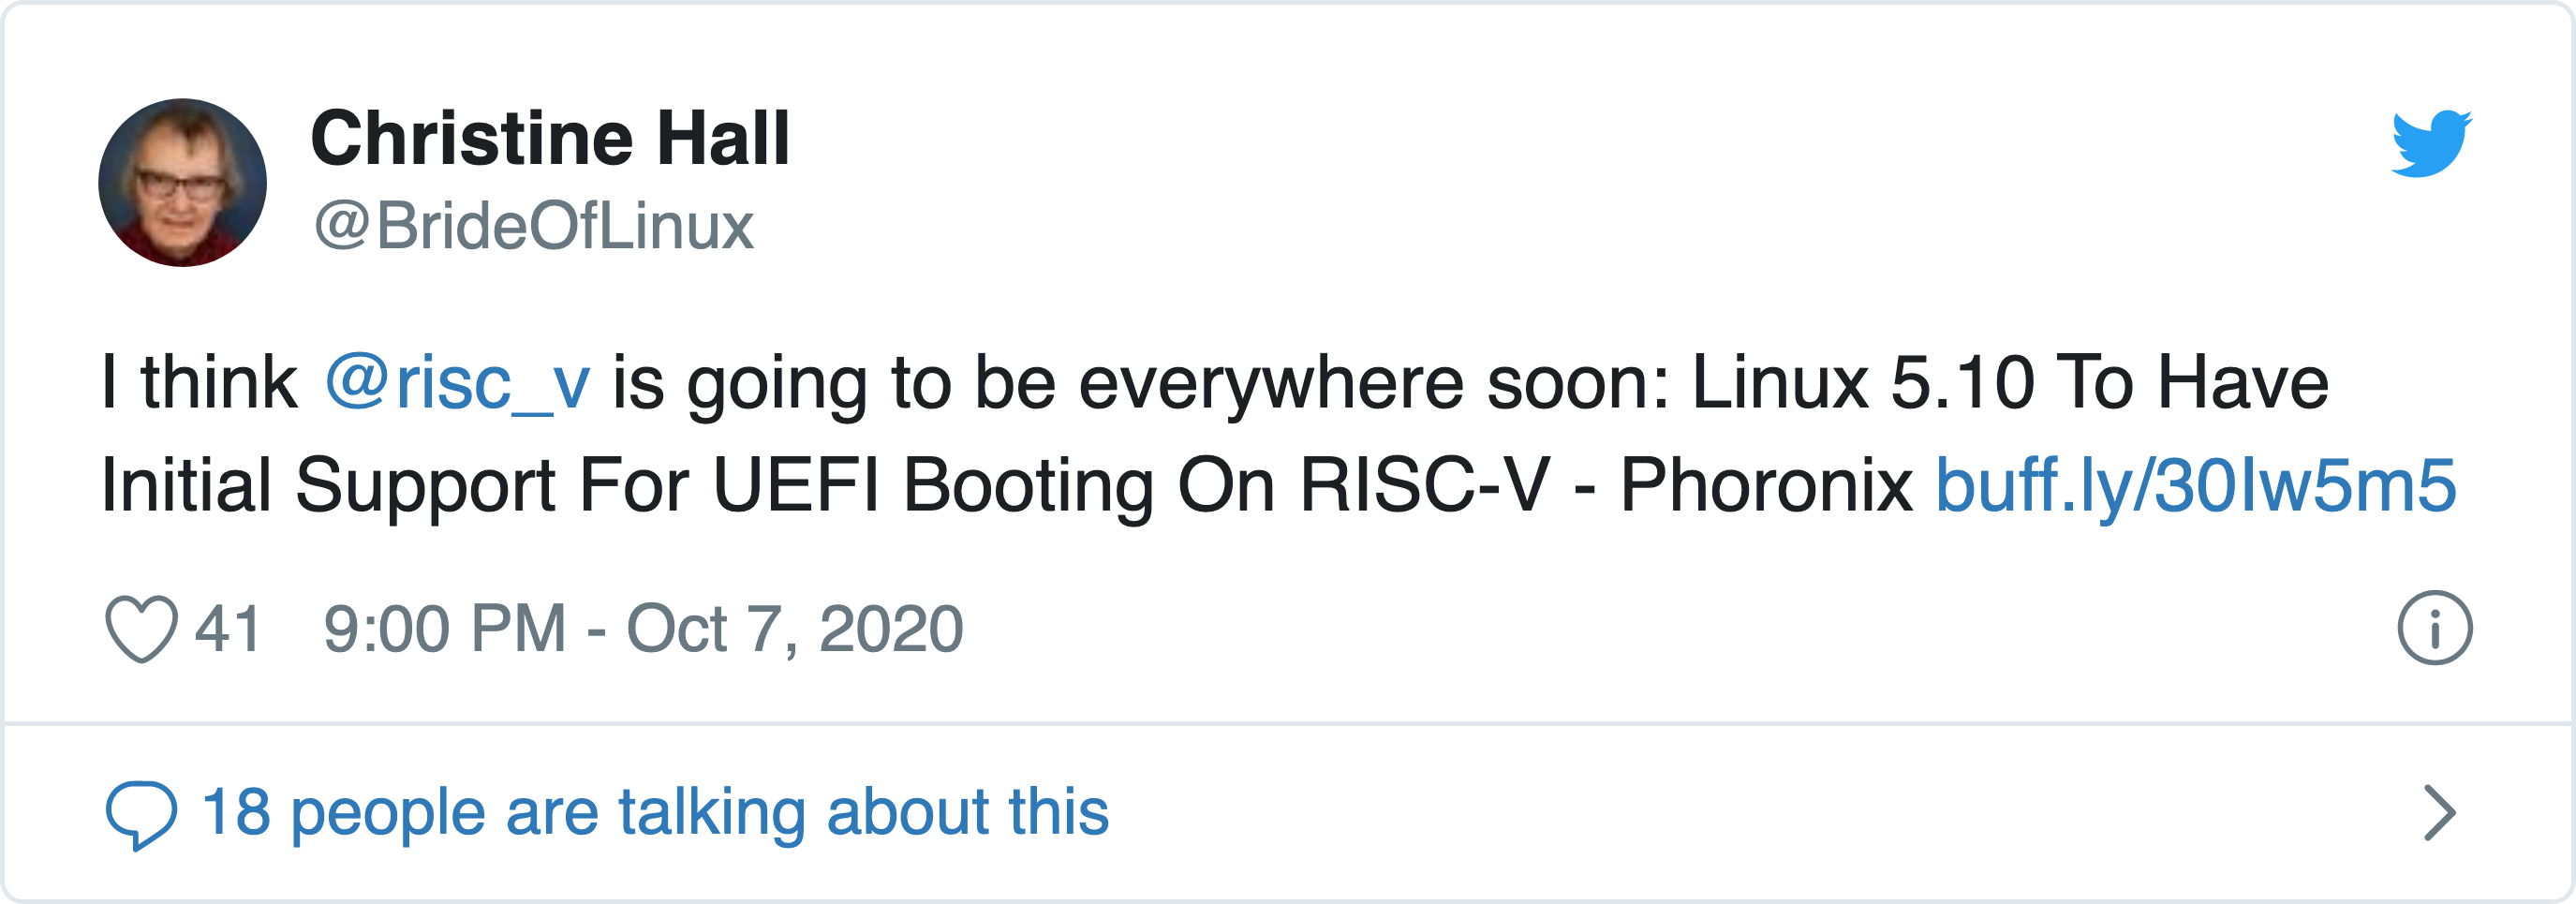 Christine Hall
@BrideOfLinux
I think @risc_v is going to be everywhere soon: Linux 5.10 To Have
Initial Support For UEFI Booting On RISC-V - Phoronix buff.ly/30Iw5m5
41 9:00 PM - Oct 7, 2020
18 people are talking about this